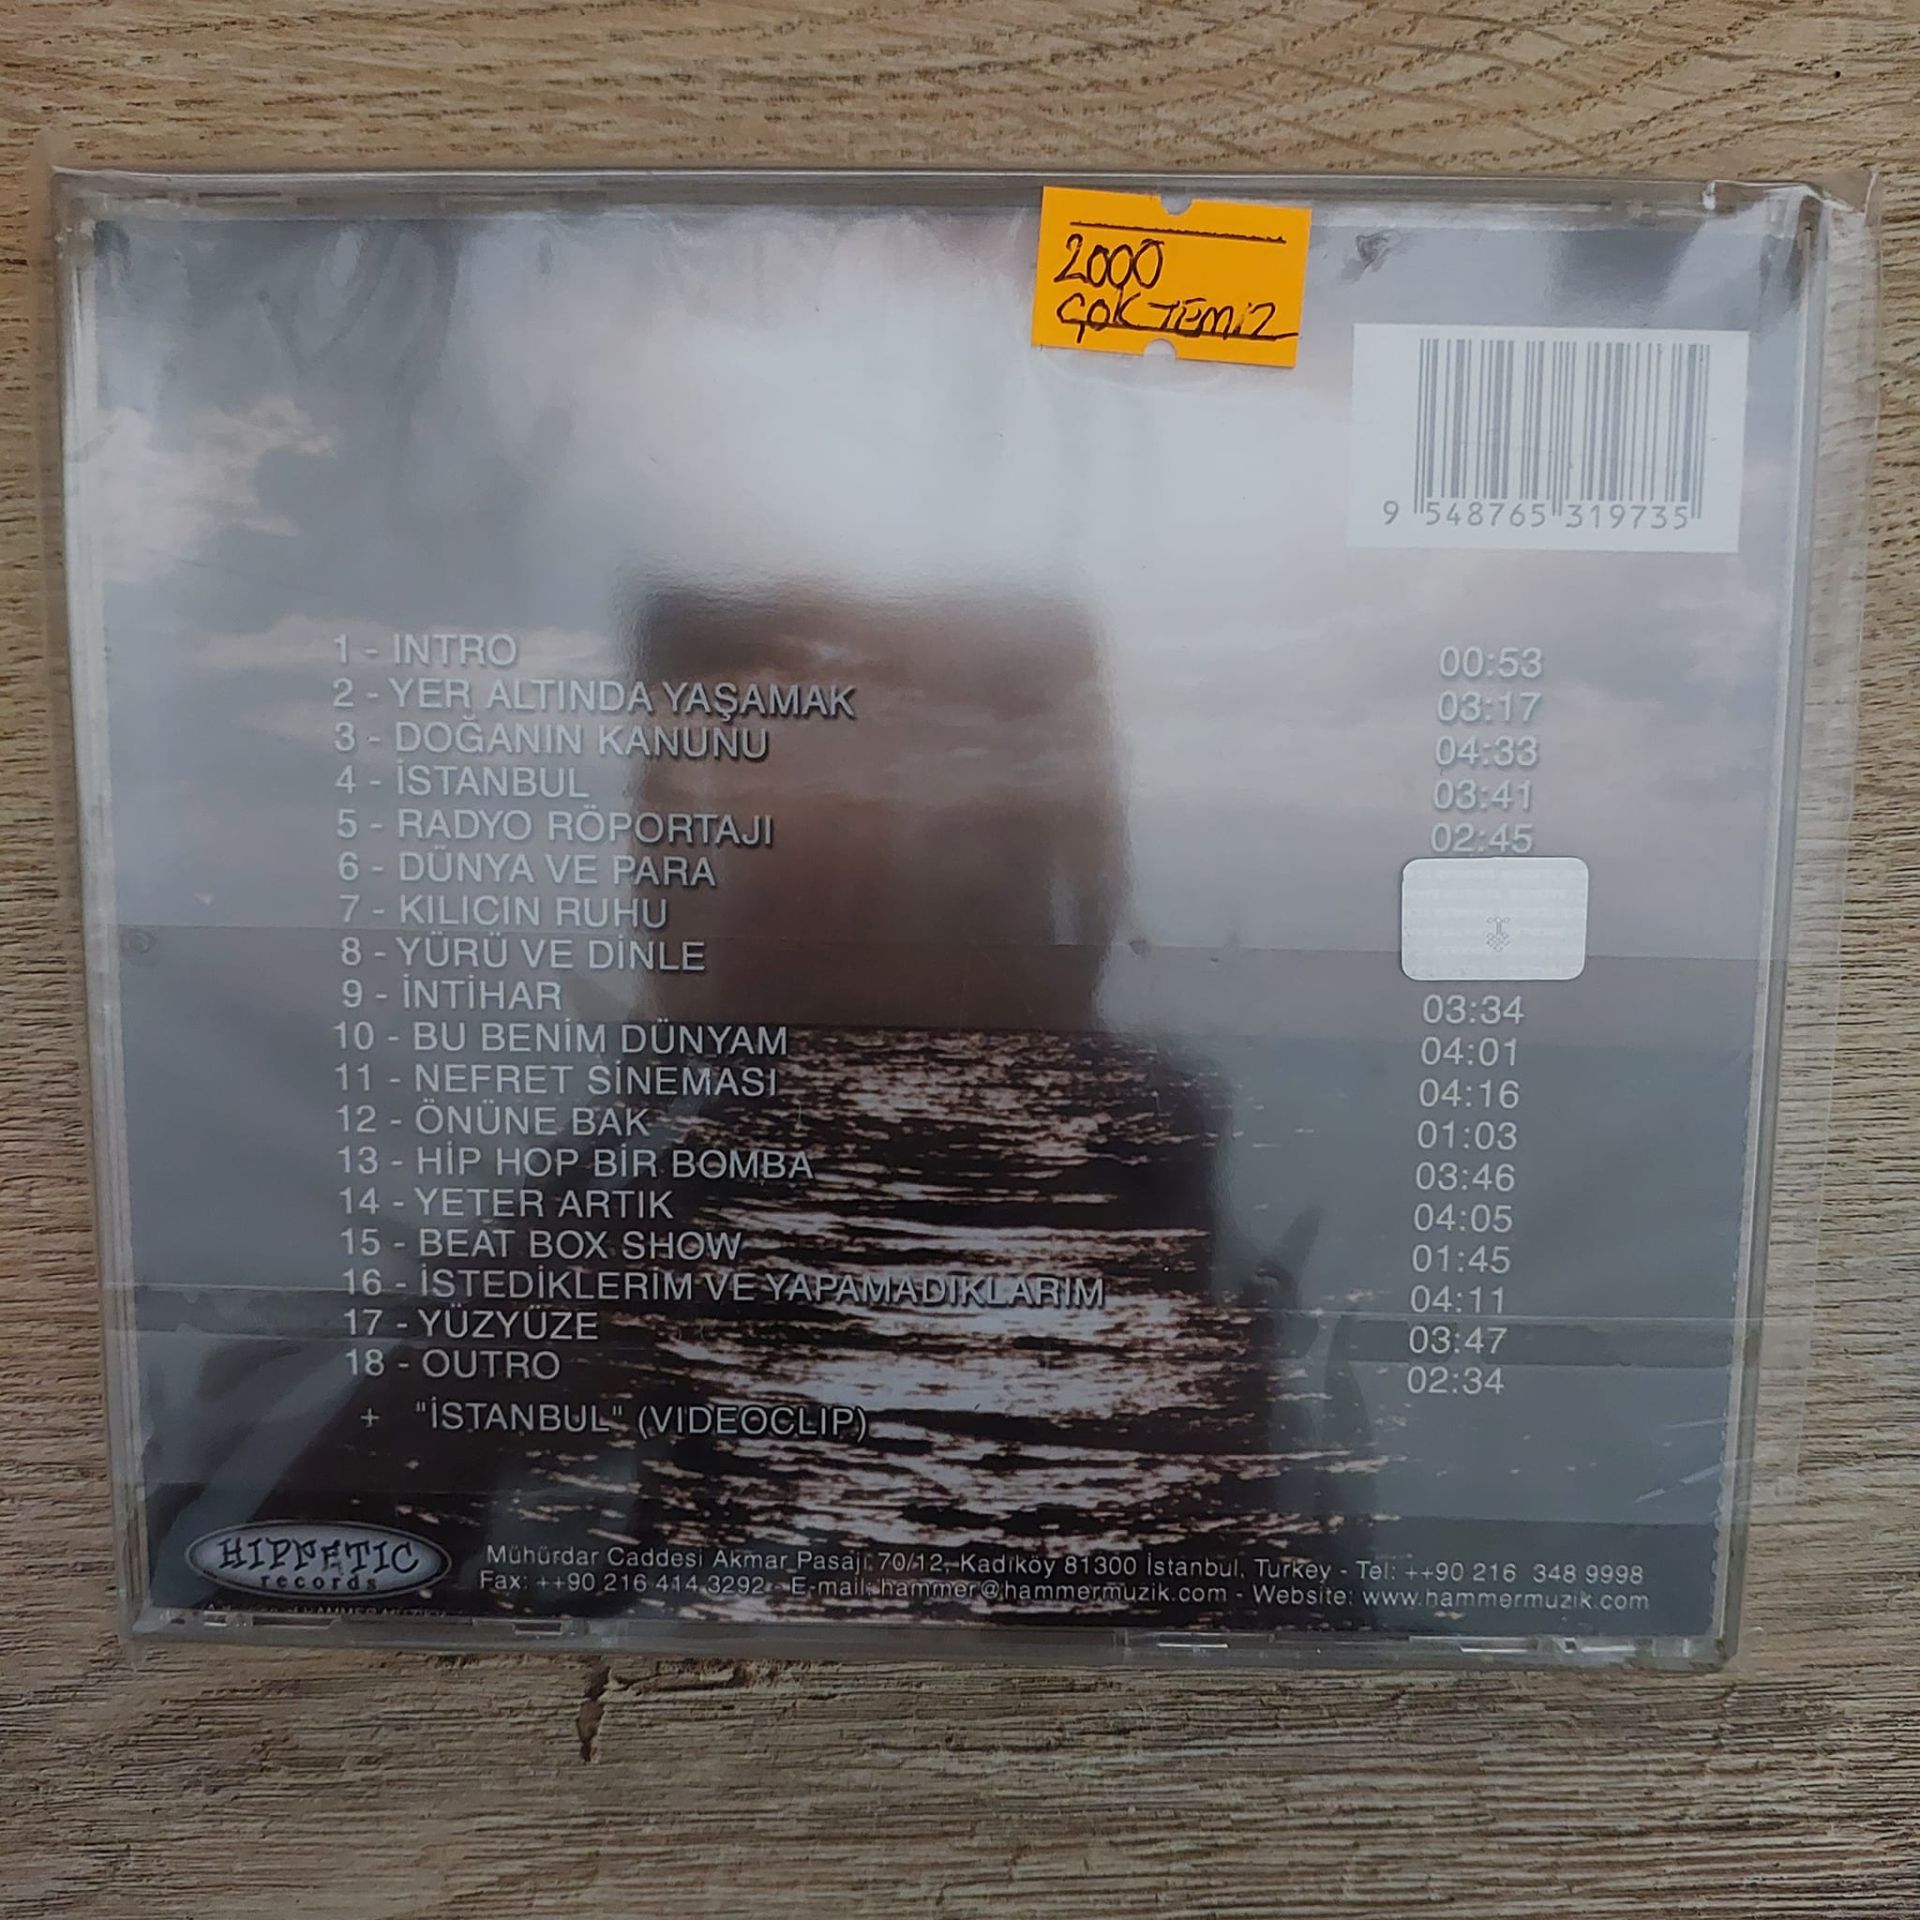 2000
ÇOK TEMİZ
9 548765 319735
1 - INTRO 00:53
2 - YER ALTINDA YAŞAMAK 03:17
3 - DOĞANIN KANUNU 04:33
4 - İSTANBUL 03:41
5 - RADYO RÖPORTAJI 02:45
6 - DÜNYA VE PARA
7 - KILICIN RUHU
8 - YÜRÜ VE DİNLE
9 - İNTİHAR 03:34
10 - BU BENİM DÜNYAM 04:01
11 - NEFRET SİNEMASI 04:16
12 - ÖNÜNE BAK 01:03
13 - HİP HOP BİR BOMBA 03:46
14 - YETER ARTIK 04:05
15 - BEAT BOX SHOW 01:45
16 - İSTEDİKLERİM VE YAPAMADIKLARIM 04:11
17 - YÜZYÜZE 03:47
18 - OUTRO 02:34
+ "İSTANBUL" (VIDEOCLIP)
HIPPETIC
records
Mühürdar Caddesi Akmar Pasajı, 70/12, Kadıköy 81300 İstanbul, Turkey - Tel: ++90 216 348 9998
Fax: ++90 216 414 3292 - E-mail: hammer@hammermuzik.com - Website: www.hammermuzik.com